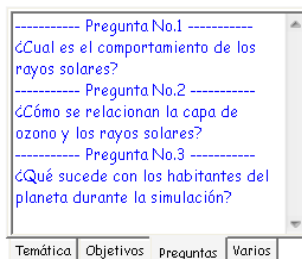 ----------- Pregunta No.1 -----------
¿Cual es el comportamiento de los
rayos solares?
----------- Pregunta No.2 -----------
¿Cómo se relacionan la capa de
ozono y los rayos solares?
----------- Pregunta No.3 -----------
¿Qué sucede con los habitantes del
planeta durante la simulación?
Temática Objetivos Preguntas Varios